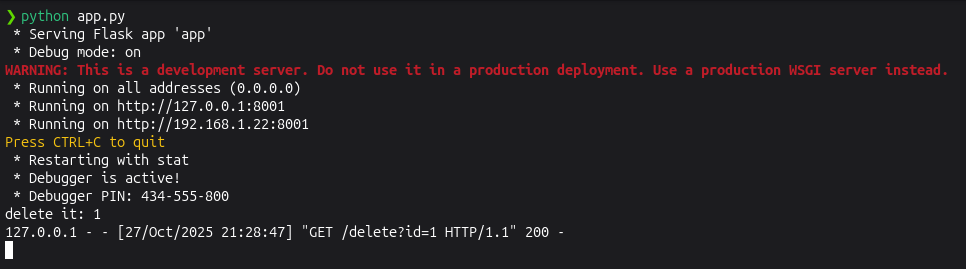 ❯ python app.py
 * Serving Flask app 'app'
 * Debug mode: on
WARNING: This is a development server. Do not use it in a production deployment. Use a production WSGI server instead.
 * Running on all addresses (0.0.0.0)
 * Running on http://127.0.0.1:8001
 * Running on http://192.168.1.22:8001
Press CTRL+C to quit
 * Restarting with stat
 * Debugger is active!
 * Debugger PIN: 434-555-800
delete it: 1
127.0.0.1 - - [27/Oct/2025 21:28:47] "GET /delete?id=1 HTTP/1.1" 200 -